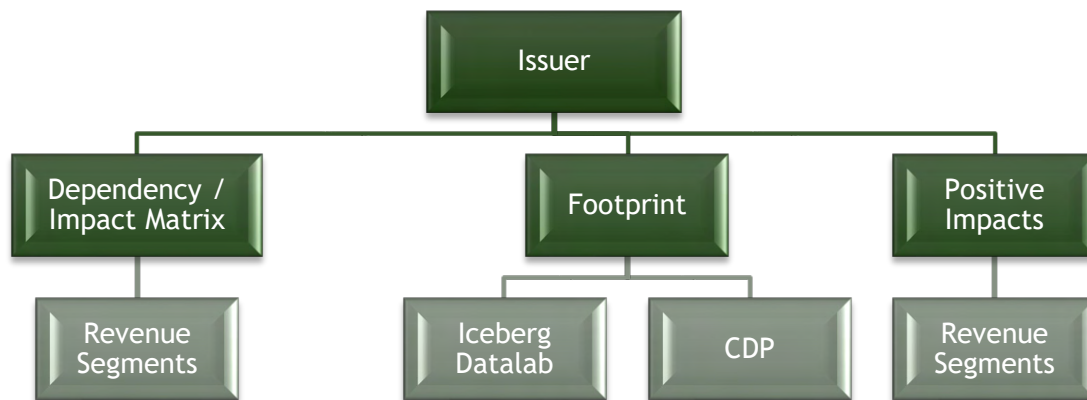 Issuer
Dependency /
Impact Matrix
Footprint
Positive
Impacts
Revenue
Segments
Iceberg
Datalab
CDP
Revenue
Segments